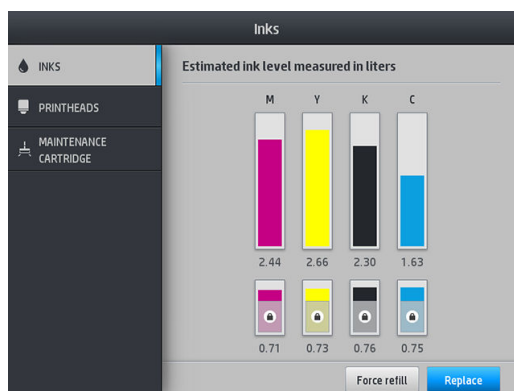 Inks
INKS
PRINTHEADS
MAINTENANCE
CARTRIDGE
Estimated ink level measured in liters
M Y K C
2.44 2.66 2.30 1.63
0.71 0.73 0.76 0.75
Force refill Replace